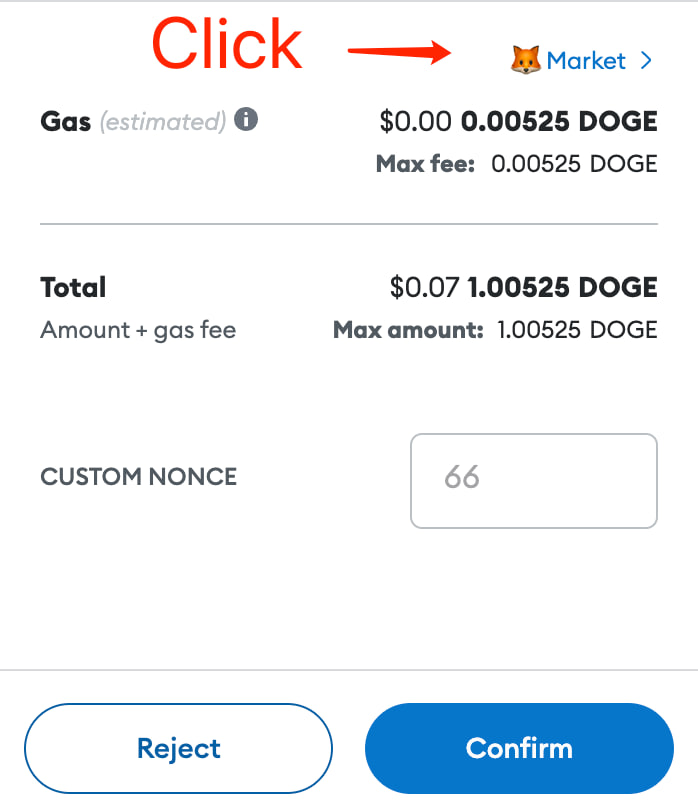 Click
Market
Gas (estimated) $0.00 0.00525 DOGE
Max fee: 0.00525 DOGE
Total $0.07 1.00525 DOGE
Amount + gas fee Max amount: 1.00525 DOGE
CUSTOM NONCE 66
Reject Confirm